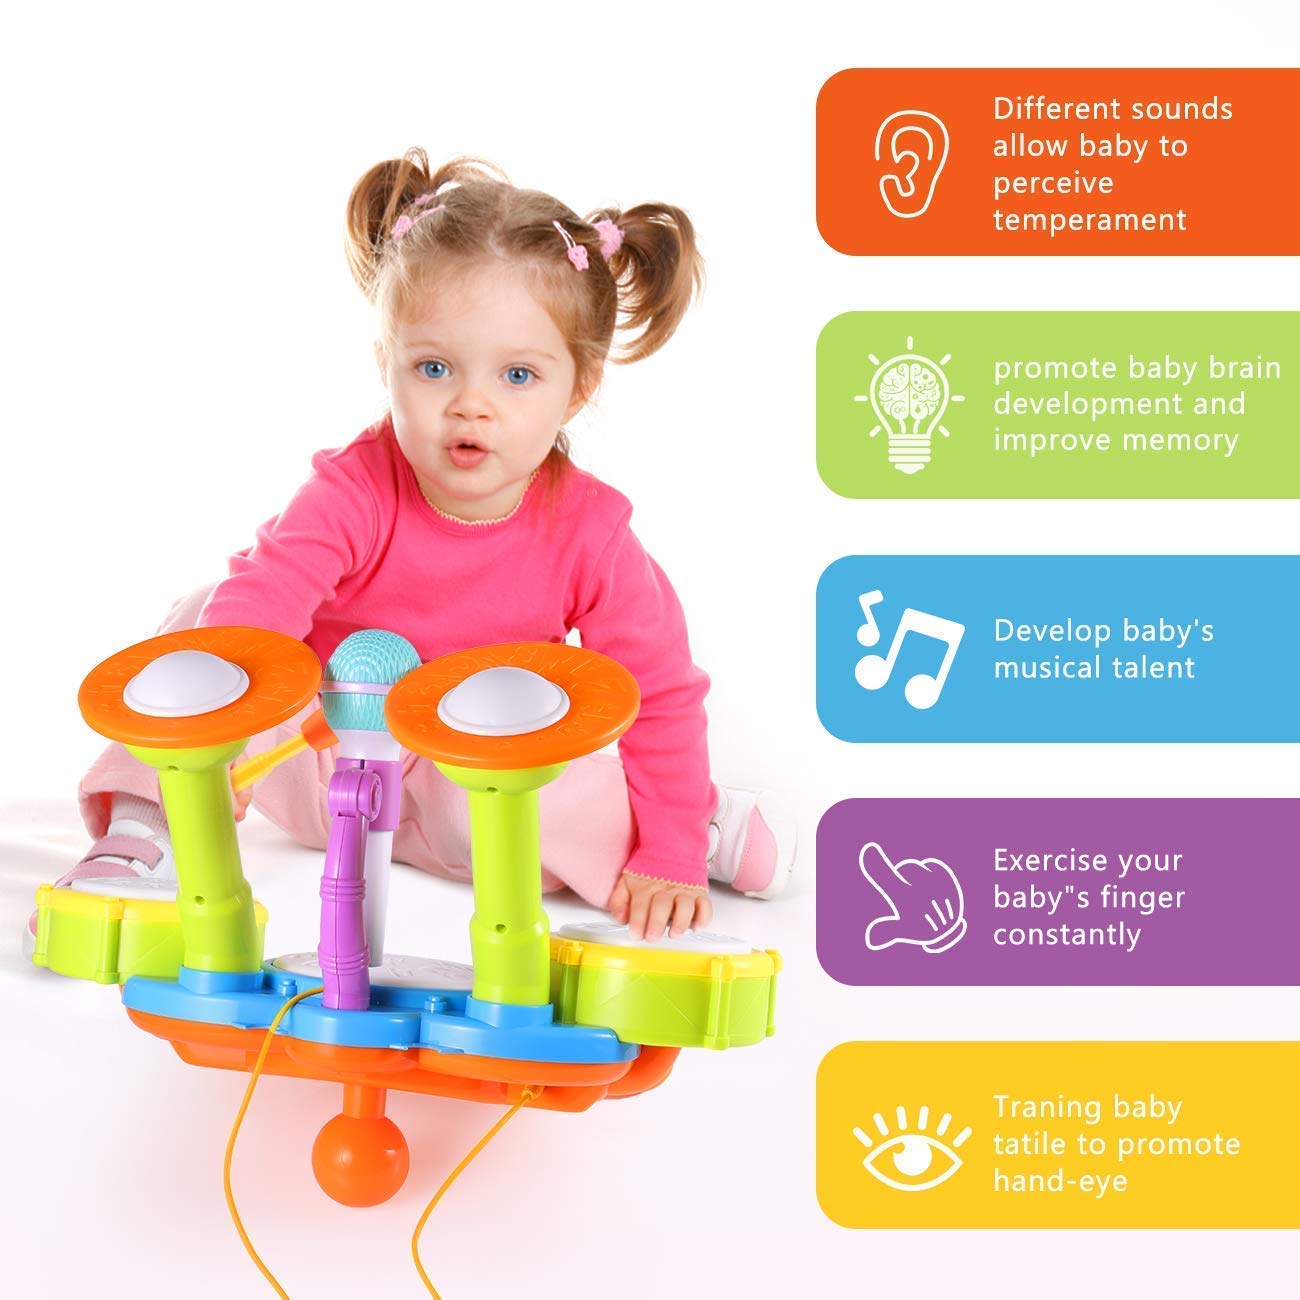 Different sounds
allow baby to
perceive
temperament
promote baby brain
development and
improve memory
Develop baby's
musical talent
Exercise your
baby"s finger
constantly
Traning baby
tatile to promote
hand-eye